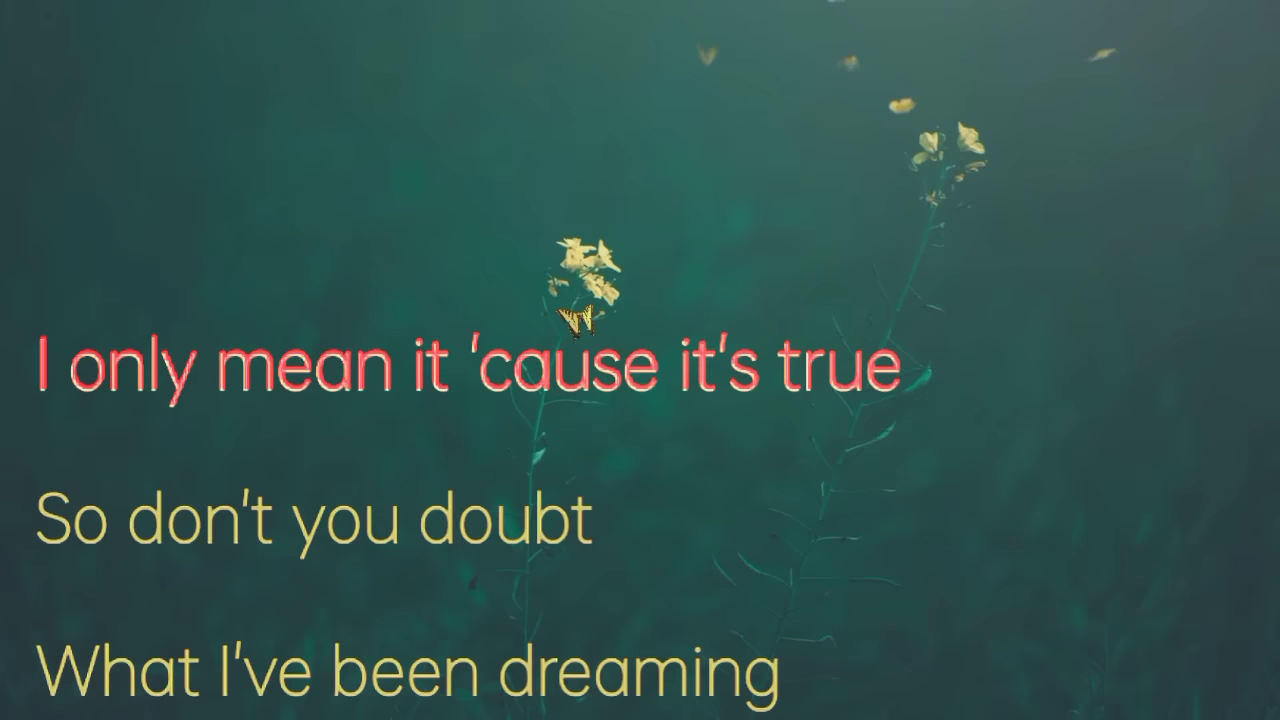 I only mean it 'cause it's true
So don't you doubt
What I've been dreaming